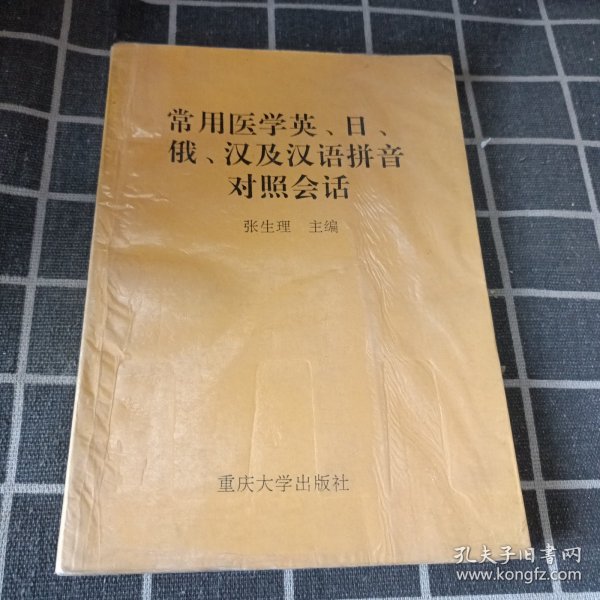 常用医学英、日、
俄、汉及汉语拼音
对照会话
张生理 主编
重庆大学出版社
孔夫子旧书网
www.kongfz.com